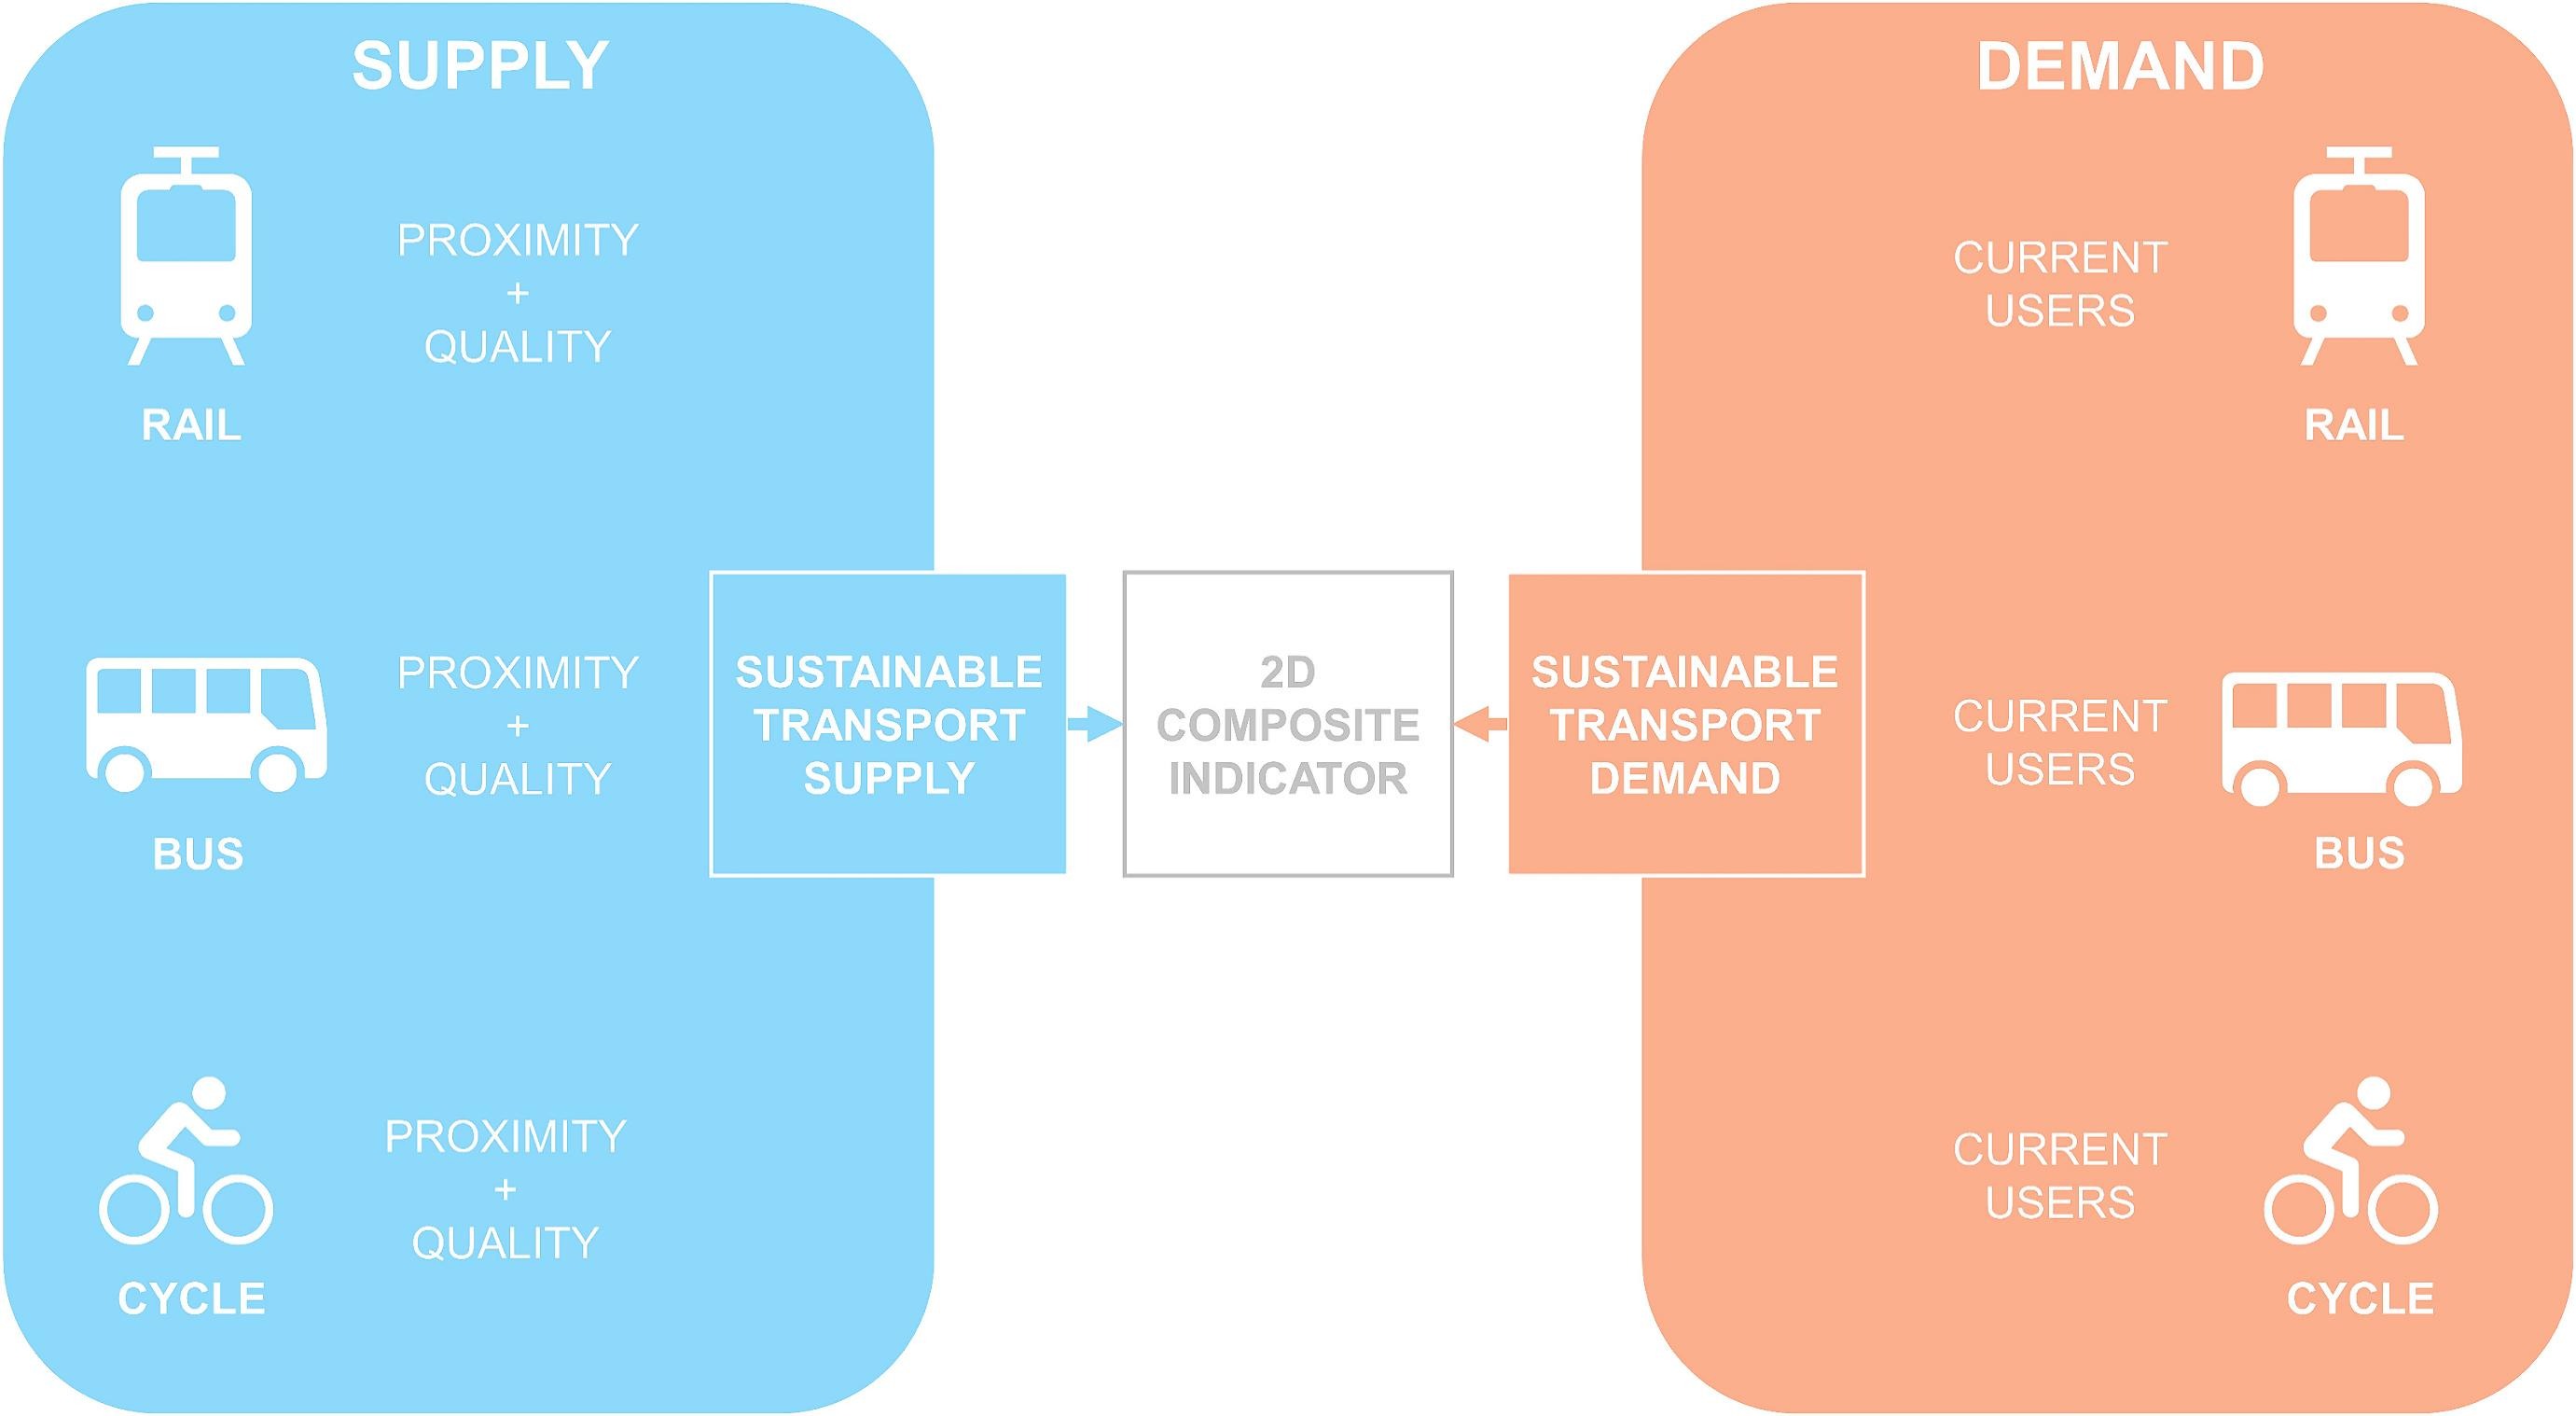 SUPPLY
PROXIMITY
+
QUALITY
RAIL
PROXIMITY
+
QUALITY
BUS
PROXIMITY
+
QUALITY
CYCLE
SUSTAINABLE
TRANSPORT
SUPPLY
2D
COMPOSITE
INDICATOR
SUSTAINABLE
TRANSPORT
DEMAND
DEMAND
CURRENT
USERS
RAIL
CURRENT
USERS
BUS
CURRENT
USERS
CYCLE